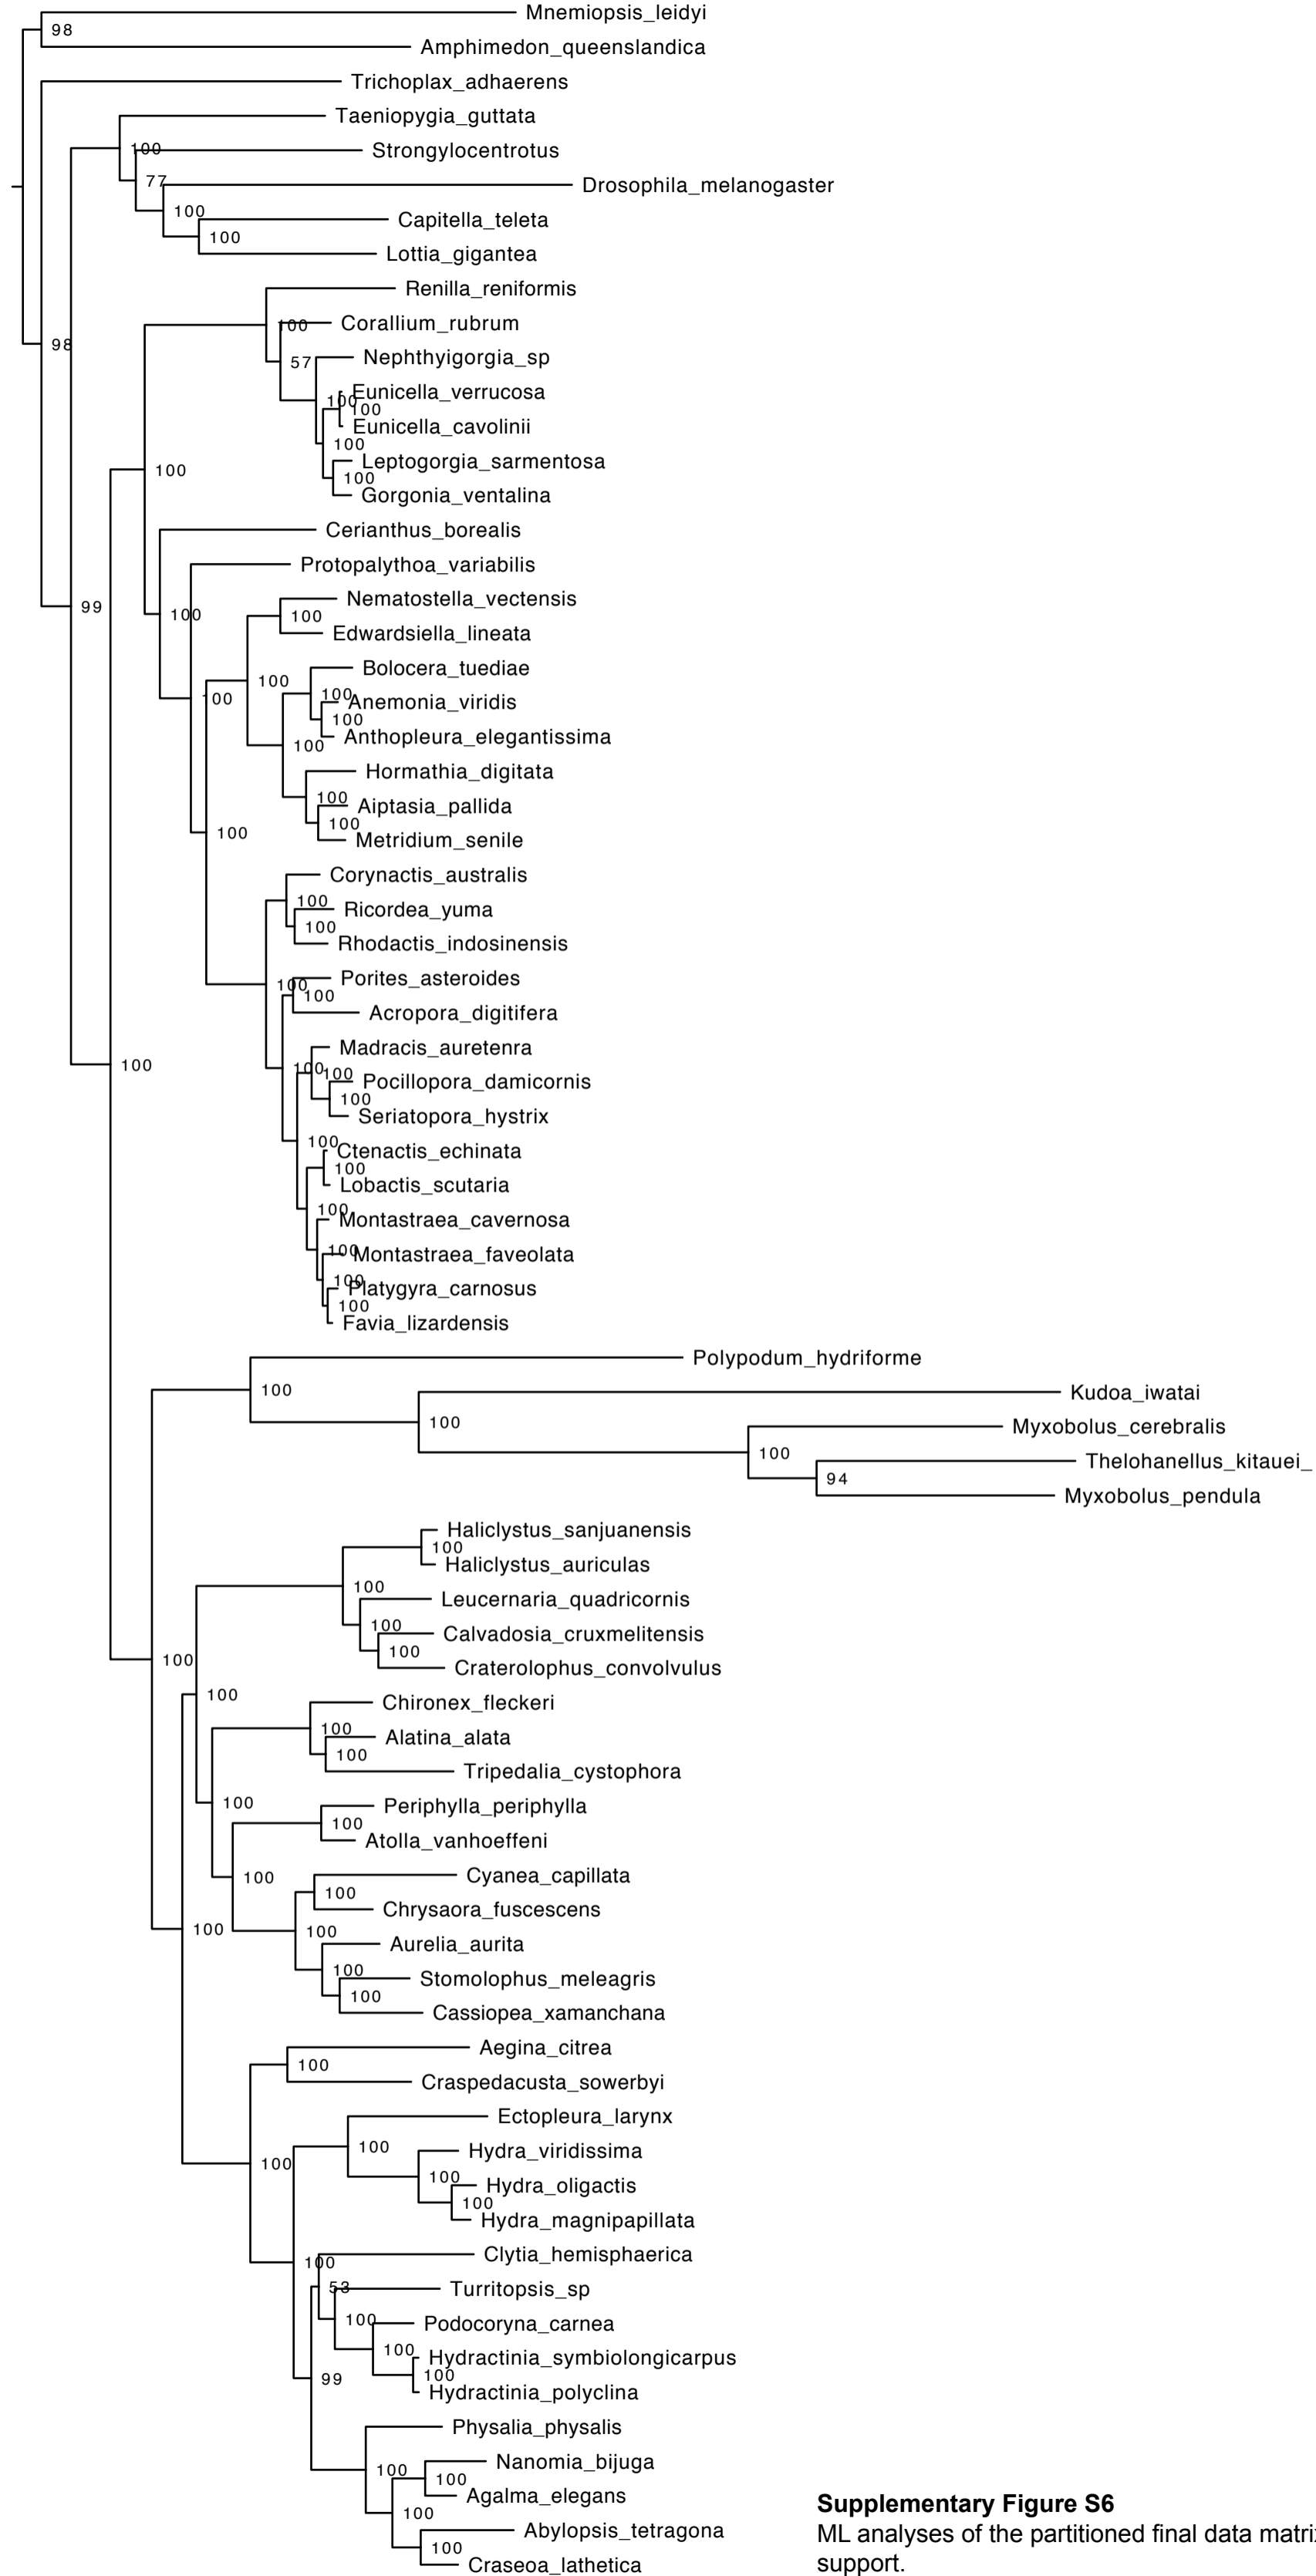 Mnemiopsis_leidyi
98
Amphimedon_queenslandica
Trichoplax_adhaerens
Taeniopygia_guttata
100
Strongylocentrotus
77
Drosophila_melanogaster
100
Capitella_teleta
100
Lottia_gigantea
Renilla_reniformis
100
Corallium_rubrum
98
57
Nephthyigorgia_sp
Eunicella_verrucosa
100
100
Eunicella_cavolinii
100
Leptogorgia_sarmentosa
100
100
Gorgonia_ventalina
Cerianthus_borealis
Protopalythoa_variabilis
Nematostella_vectensis
99
100
100
Edwardsiella_lineata
Bolocera_tuediae
100
100
100
Anemonia_viridis
100
Anthopleura_elegantissima
100
Hormathia_digitata
100
Aiptasia_pallida
100
100
Metridium_senile
Corynactis_australis
100
Ricordea_yuma
100
Rhodactis_indosinensis
Porites_asteroides
100
100
Acropora_digitifera
Madracis_auretenra
100
100
100
Pocillopora_damicornis
100
Seriatopora_hystrix
100
Ctenactis_echinata
100
Lobactis_scutaria
100
Montastraea_cavernosa
100
Montastraea_faveolata
100
Platygyra_carnosus
100
Favia_lizardensis
Polypodum_hydriforme
100
Kudoa_iwatai
100
Myxobolus_cerebralis
100
Thelohanellus_kitauei_
94
Myxobolus_pendula
Haliclystus_sanjuanensis
100
Haliclystus_auriculas
100
Leucernaria_quadricornis
100
Calvadosia_cruxmelitensis
100
100
Craterolophus_convolvulus
100
Chironex_fleckeri
100
Alatina_alata
100
Tripedalia_cystophora
100
Periphylla_periphylla
100
Atolla_vanhoeffeni
100
Cyanea_capillata
100
Chrysaora_fuscescens
100
100
Aurelia_aurita
100
Stomolophus_meleagris
100
Cassiopea_xamanchana
Aegina_citrea
100
Craspedacusta_sowerbyi
Ectopleura_larynx
100
100
Hydra_viridissima
100
Hydra_oligactis
100
Hydra_magnipapillata
Clytia_hemisphaerica
100
53
Turritopsis_sp
100
Podocoryna_carnea
100
Hydractinia_symbiolongicarpus
100
99
Hydractinia_polyclina
Physalia_physalis
Nanomia_bijuga
100
100
Agalma_elegans
100
Abylopsis_tetragona
100
Craseoa_lathetica
Supplementary Figure S6
ML analyses of the partitioned final data
support.